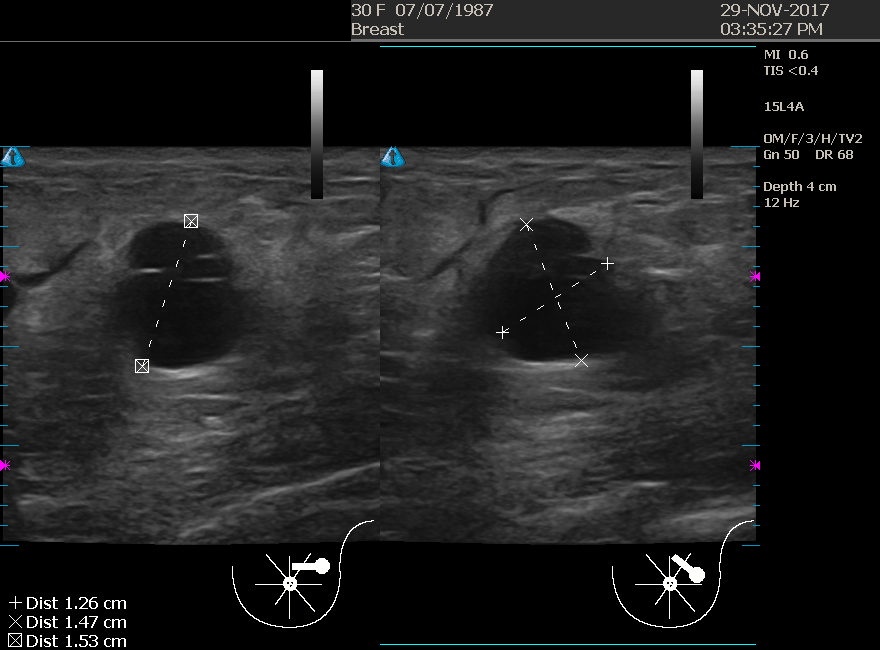 30 F 07/07/1987
Breast
29-NOV-2017
03:35:27 PM
MI 0.6
TIS <0.4
15L4A
OM/F/3/H/TV2
Gn 50 DR 68
Depth 4 cm
12 Hz
Dist 1.26 cm
Dist 1.47 cm
Dist 1.53 cm